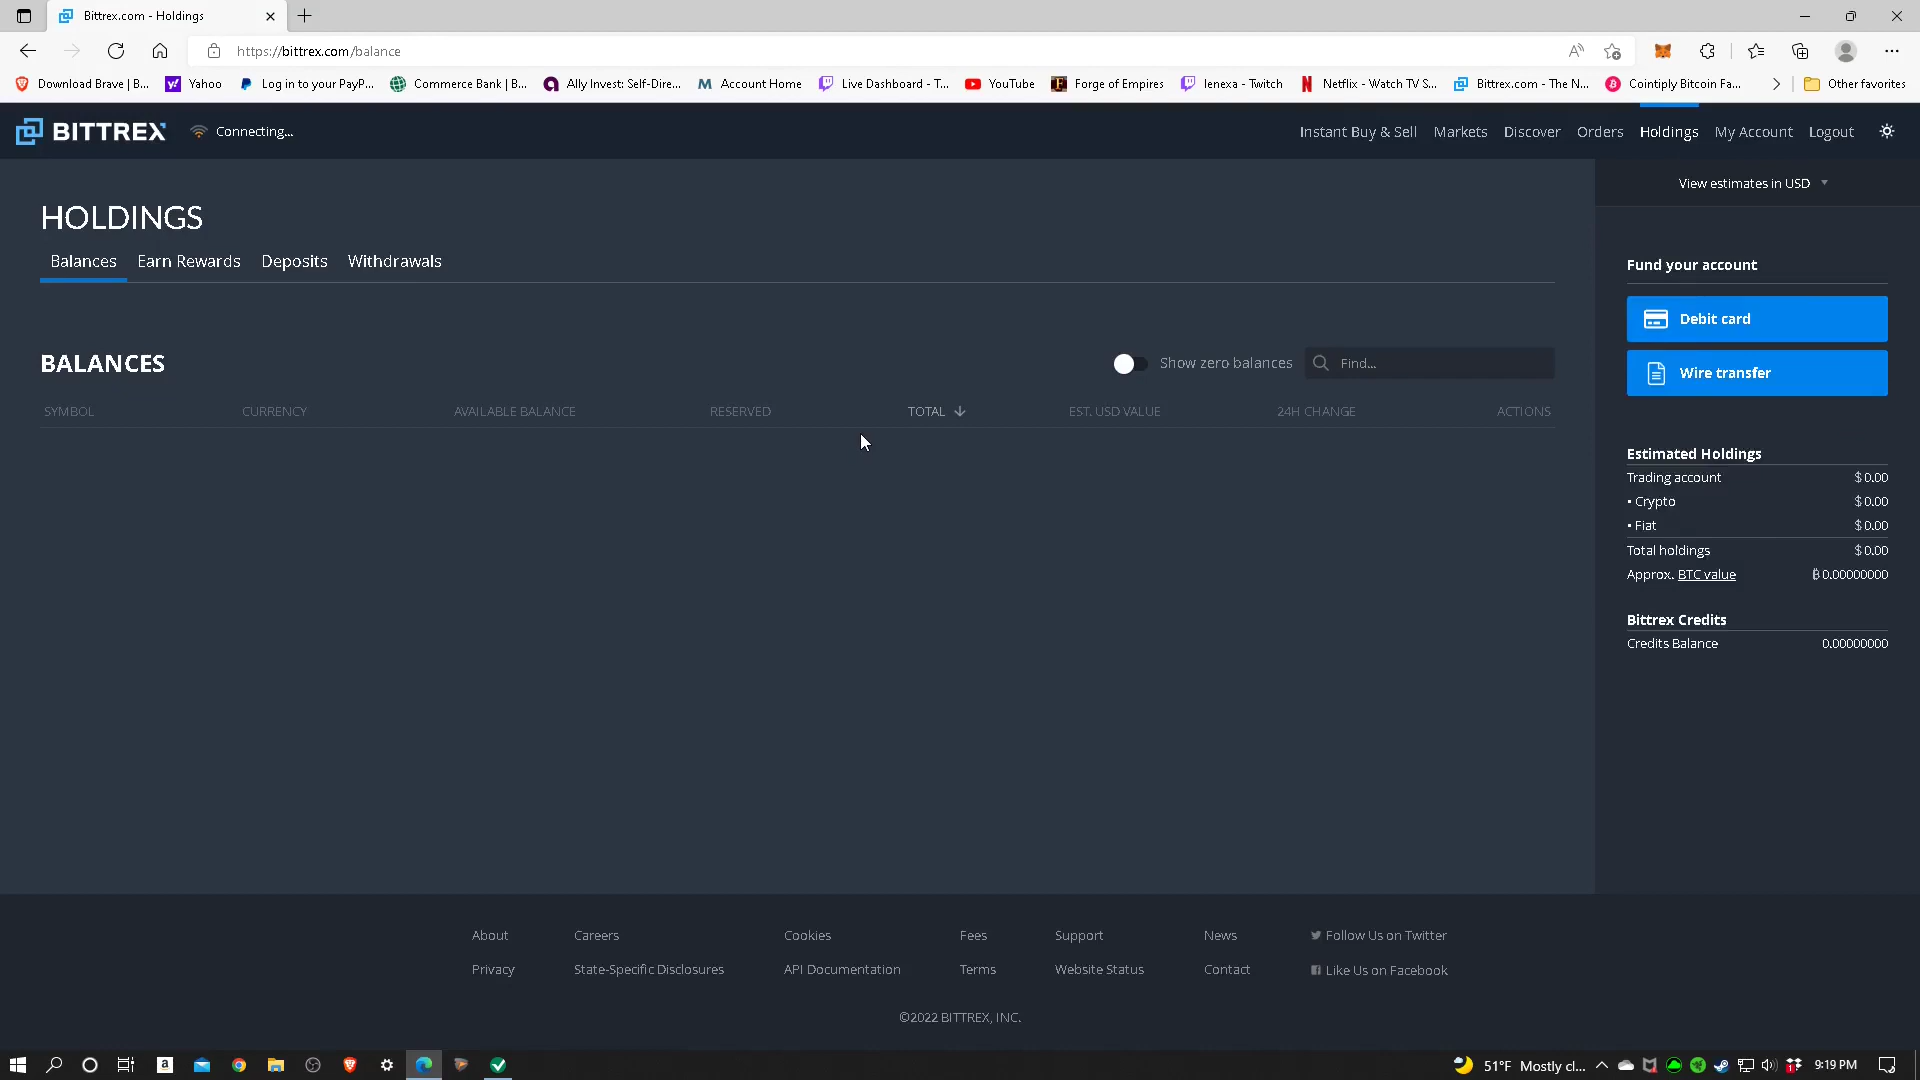 Bittrex.com - Holdings
https://bittrex.com/balance
Download Brave | B... Yahoo Log in to your PayP... Commerce Bank | B... Ally Invest: Self-Dire... Account Home Live Dashboard - T... YouTube Forge of Empires lenexa - Twitch Netflix - Watch TV S... Bittrex.com - The N... Cointiply Bitcoin Fa... Other favorites
BITTREX Connecting... Instant Buy & Sell Markets Discover Orders Holdings My Account Logout
View estimates in USD
HOLDINGS
Balances Earn Rewards Deposits Withdrawals
Fund your account
Debit card
Wire transfer
BALANCES Show zero balances Find...
SYMBOL CURRENCY AVAILABLE BALANCE RESERVED TOTAL EST. USD VALUE 24H CHANGE ACTIONS
Estimated Holdings
Trading account $ 0.00
• Crypto $ 0.00
• Fiat $ 0.00
Total holdings $ 0.00
Approx. BTC value ₿ 0.00000000
Bittrex Credits
Credits Balance 0.00000000
About Careers Cookies Fees Support News Follow Us on Twitter
Privacy State-Specific Disclosures API Documentation Terms Website Status Contact Like Us on Facebook
©2022 BITTREX, INC.
51°F Mostly cl... 9:19 PM